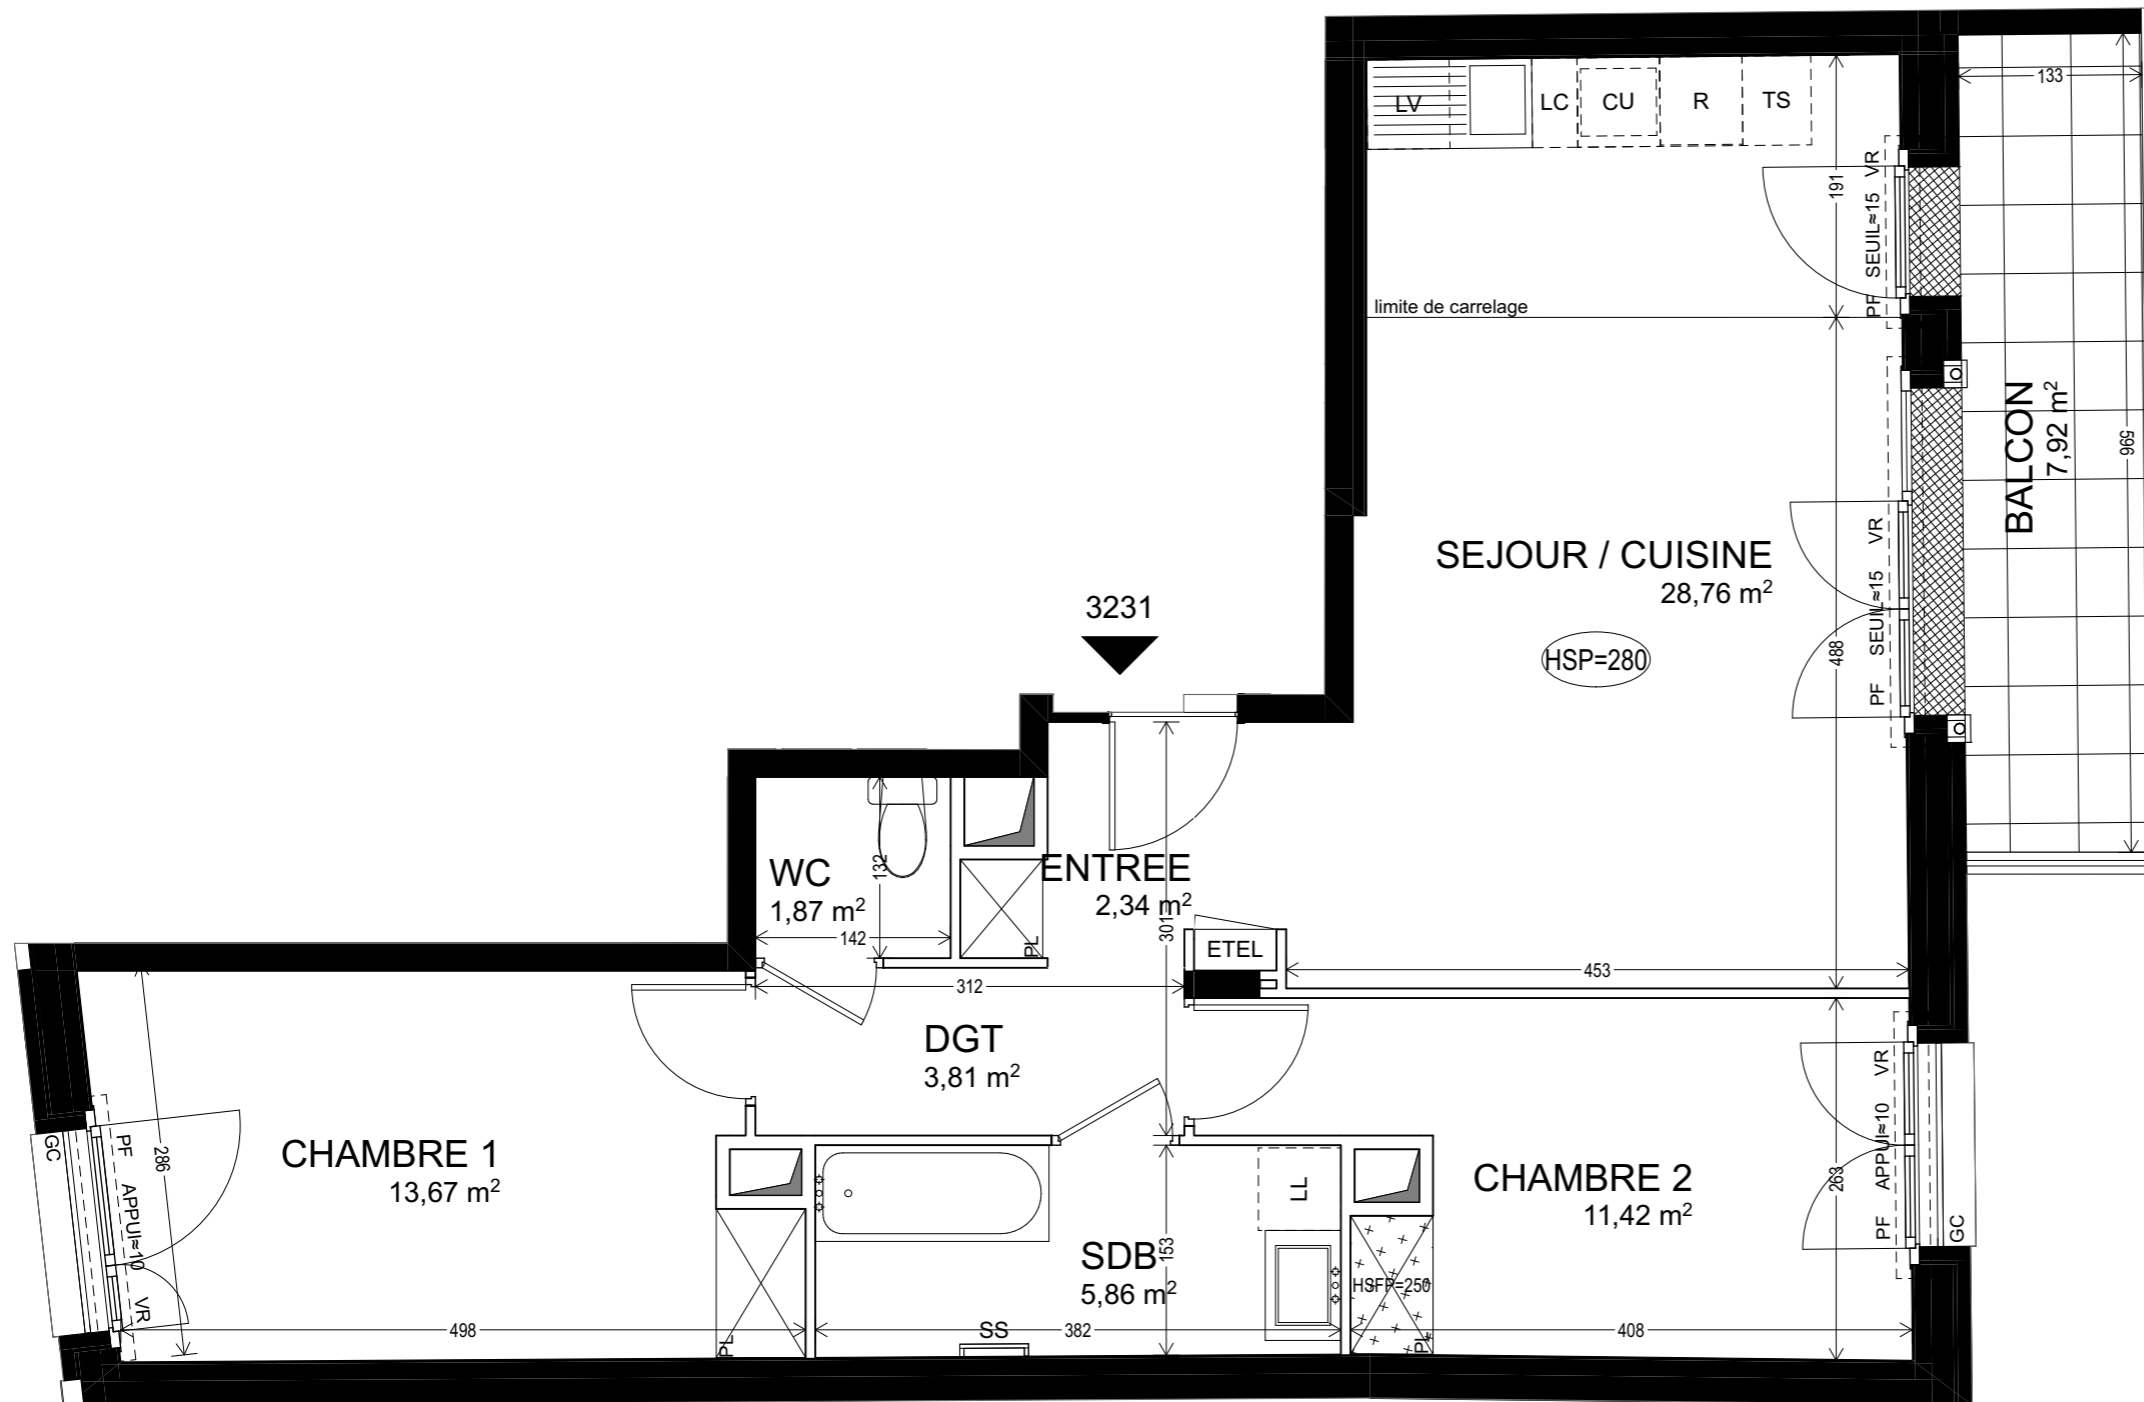 133
LV
LC
CU
R
TS
191
PF SEUIL≈15 VR
limite de carrelage
BALCON
7,92 m²
596
SEJOUR / CUISINE
28,76 m²
HSP=280
PF SEUIL≈15 VR
488
3231
WC
1,87 m²
132
142
ENTREE
2,34 m²
301
PL
ETEL
453
312
DGT
3,81 m²
CHAMBRE 1
13,67 m²
286
GC
PF APPUI≈10 VR
498
PL
SDB
5,86 m²
153
LL
SS
382
HSFP=250
PL
CHAMBRE 2
11,42 m²
263
PF APPUI≈10 VR
GC
408